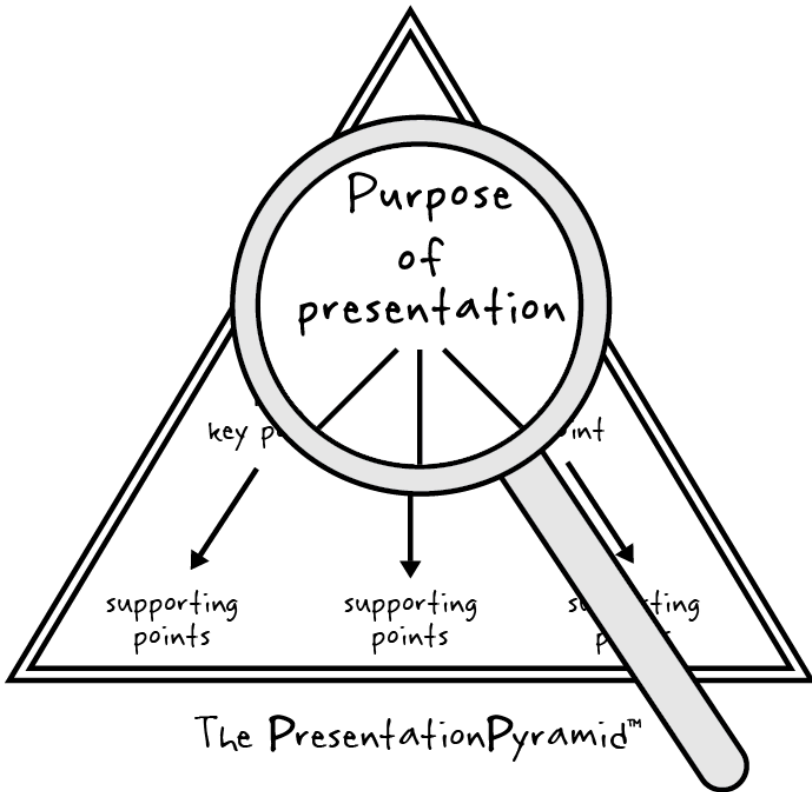 Purpose
of
presentation
key
supporting supporting
points points
The PresentationPyramid™